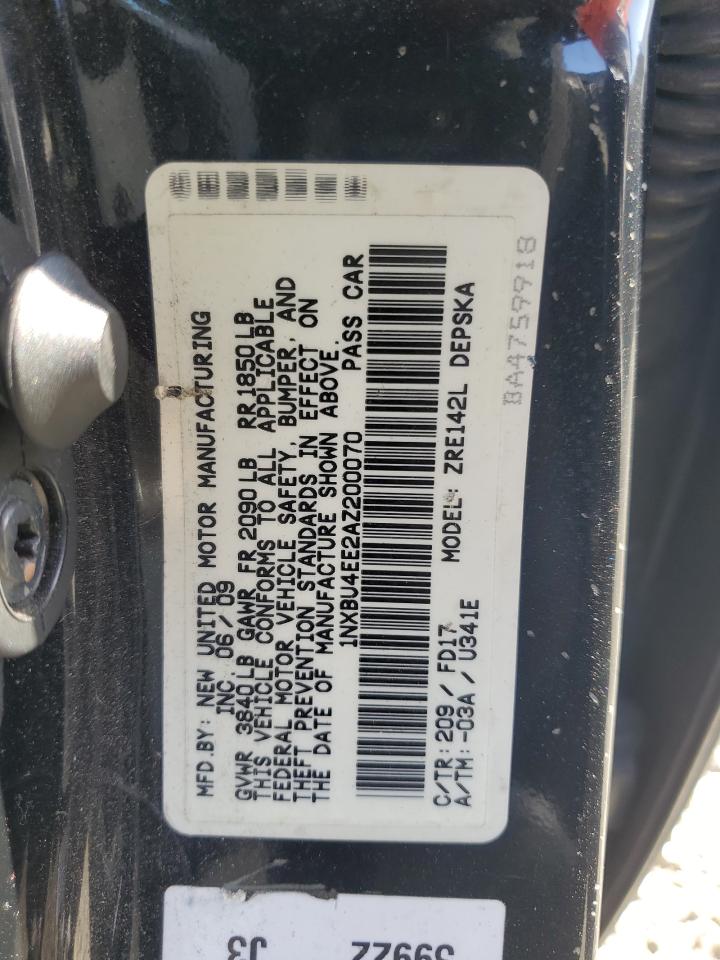 MFD.BY: NEW UNITED MOTOR MANUFACTURING
INC. 06/09
GVWR 3840LB GAWR FR 2090LB RR1850LB
THIS VEHICLE CONFORMS TO ALL APPLICABLE
FEDERAL MOTOR VEHICLE SAFETY, BUMPER, AND
THEFT PREVENTION STANDARDS IN EFFECT ON
THE DATE OF MANUFACTURE SHOWN ABOVE.
1NXBU4EE2AZ200070 PASS CAR
C/TR: 209 / FD17 MODEL: ZRE142L DEPSKA
A/TM: -03A / U341E
BA4759918